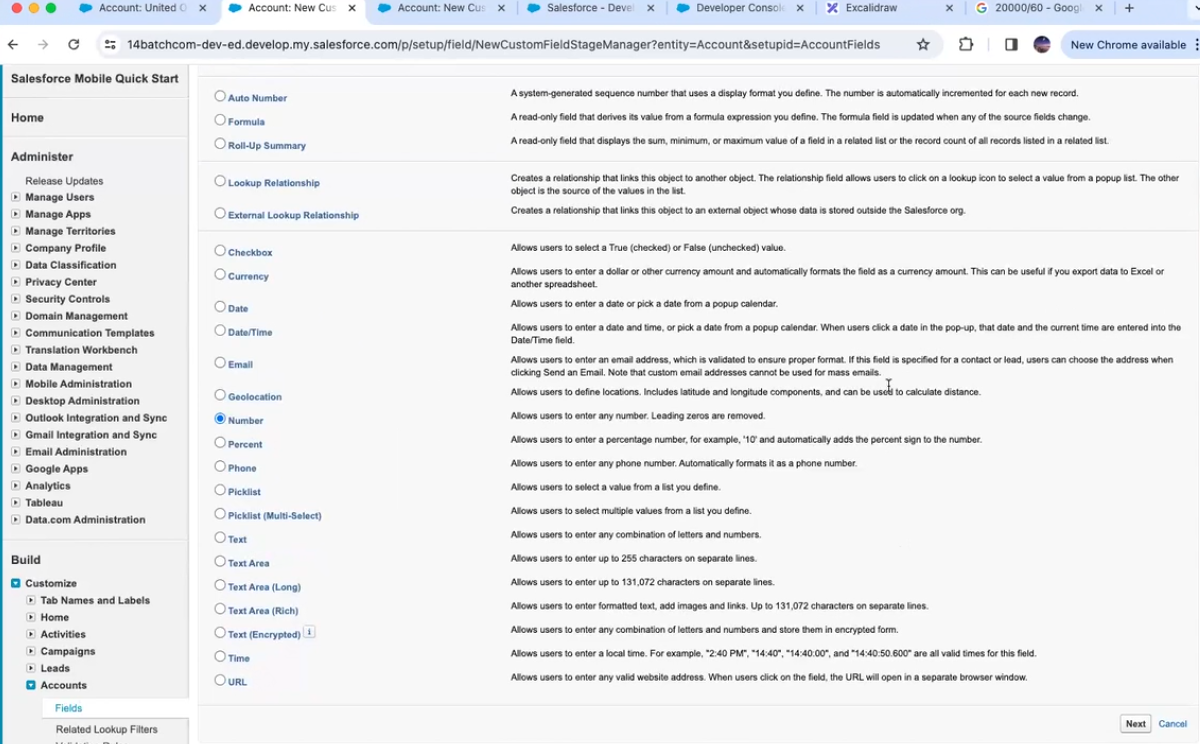 Account: United O
Account: New Cus
Account: New Cus
Salesforce - Devel
Developer Console
Excalidraw
20000/60 - Google
14batchcom-dev-ed.develop.my.salesforce.com/p/setup/field/NewCustomFieldStageManager?entity=Account&setupid=AccountFields
New Chrome available
Salesforce Mobile Quick Start
Home
Administer
Release Updates
Manage Users
Manage Apps
Manage Territories
Company Profile
Data Classification
Privacy Center
Security Controls
Domain Management
Communication Templates
Translation Workbench
Data Management
Mobile Administration
Desktop Administration
Outlook Integration and Sync
Gmail Integration and Sync
Email Administration
Google Apps
Analytics
Tableau
Data.com Administration
Build
Customize
Tab Names and Labels
Home
Activities
Campaigns
Leads
Accounts
Fields
Related Lookup Filters
Auto Number
A system-generated sequence number that uses a display format you define. The number is automatically incremented for each new record.
Formula
A read-only field that derives its value from a formula expression you define. The formula field is updated when any of the source fields change.
Roll-Up Summary
A read-only field that displays the sum, minimum, or maximum value of a field in a related list or the record count of all records listed in a related list.
Lookup Relationship
Creates a relationship that links this object to another object. The relationship field allows users to click on a lookup icon to select a value from a popup list. The other
object is the source of the values in the list.
External Lookup Relationship
Creates a relationship that links this object to an external object whose data is stored outside the Salesforce org.
Checkbox
Allows users to select a True (checked) or False (unchecked) value.
Currency
Allows users to enter a dollar or other currency amount and automatically formats the field as a currency amount. This can be useful if you export data to Excel or
another spreadsheet.
Date
Allows users to enter a date or pick a date from a popup calendar.
Date/Time
Allows users to enter a date and time, or pick a date from a popup calendar. When users click a date in the pop-up, that date and the current time are entered into the
Date/Time field.
Email
Allows users to enter an email address, which is validated to ensure proper format. If this field is specified for a contact or lead, users can choose the address when
clicking Send an Email. Note that custom email addresses cannot be used for mass emails.
Geolocation
Allows users to define locations. Includes latitude and longitude components, and can be used to calculate distance.
Number
Allows users to enter any number. Leading zeros are removed.
Percent
Allows users to enter a percentage number, for example, '10' and automatically adds the percent sign to the number.
Phone
Allows users to enter any phone number. Automatically formats it as a phone number.
Picklist
Allows users to select a value from a list you define.
Picklist (Multi-Select)
Allows users to select multiple values from a list you define.
Text
Allows users to enter any combination of letters and numbers.
Text Area
Allows users to enter up to 255 characters on separate lines.
Text Area (Long)
Allows users to enter up to 131,072 characters on separate lines.
Text Area (Rich)
Allows users to enter formatted text, add images and links. Up to 131,072 characters on separate lines.
Text (Encrypted) i
Allows users to enter any combination of letters and numbers and store them in encrypted form.
Time
Allows users to enter a local time. For example, "2:40 PM", "14:40", "14:40:00", and "14:40:50.600" are all valid times for this field.
URL
Allows users to enter any valid website address. When users click on the field, the URL will open in a separate browser window.
Next
Cancel